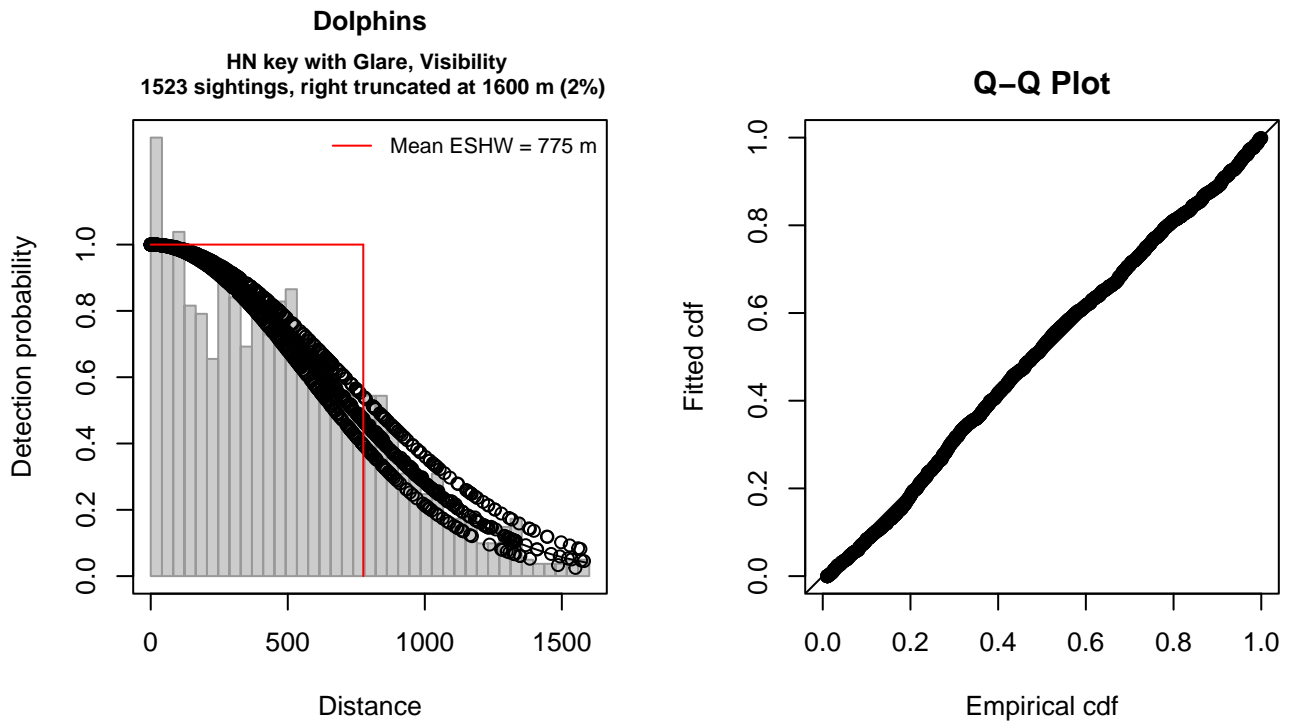 Dolphins
HN key with Glare, Visibility
1523 sightings, right truncated at 1600 m (2%)
Mean ESHW = 775 m
Detection probability
0.0 0.2 0.4 0.6 0.8 1.0
0 500 1000 1500
Distance
Q−Q Plot
Fitted cdf
0.0 0.2 0.4 0.6 0.8 1.0
0.0 0.2 0.4 0.6 0.8 1.0
Empirical cdf